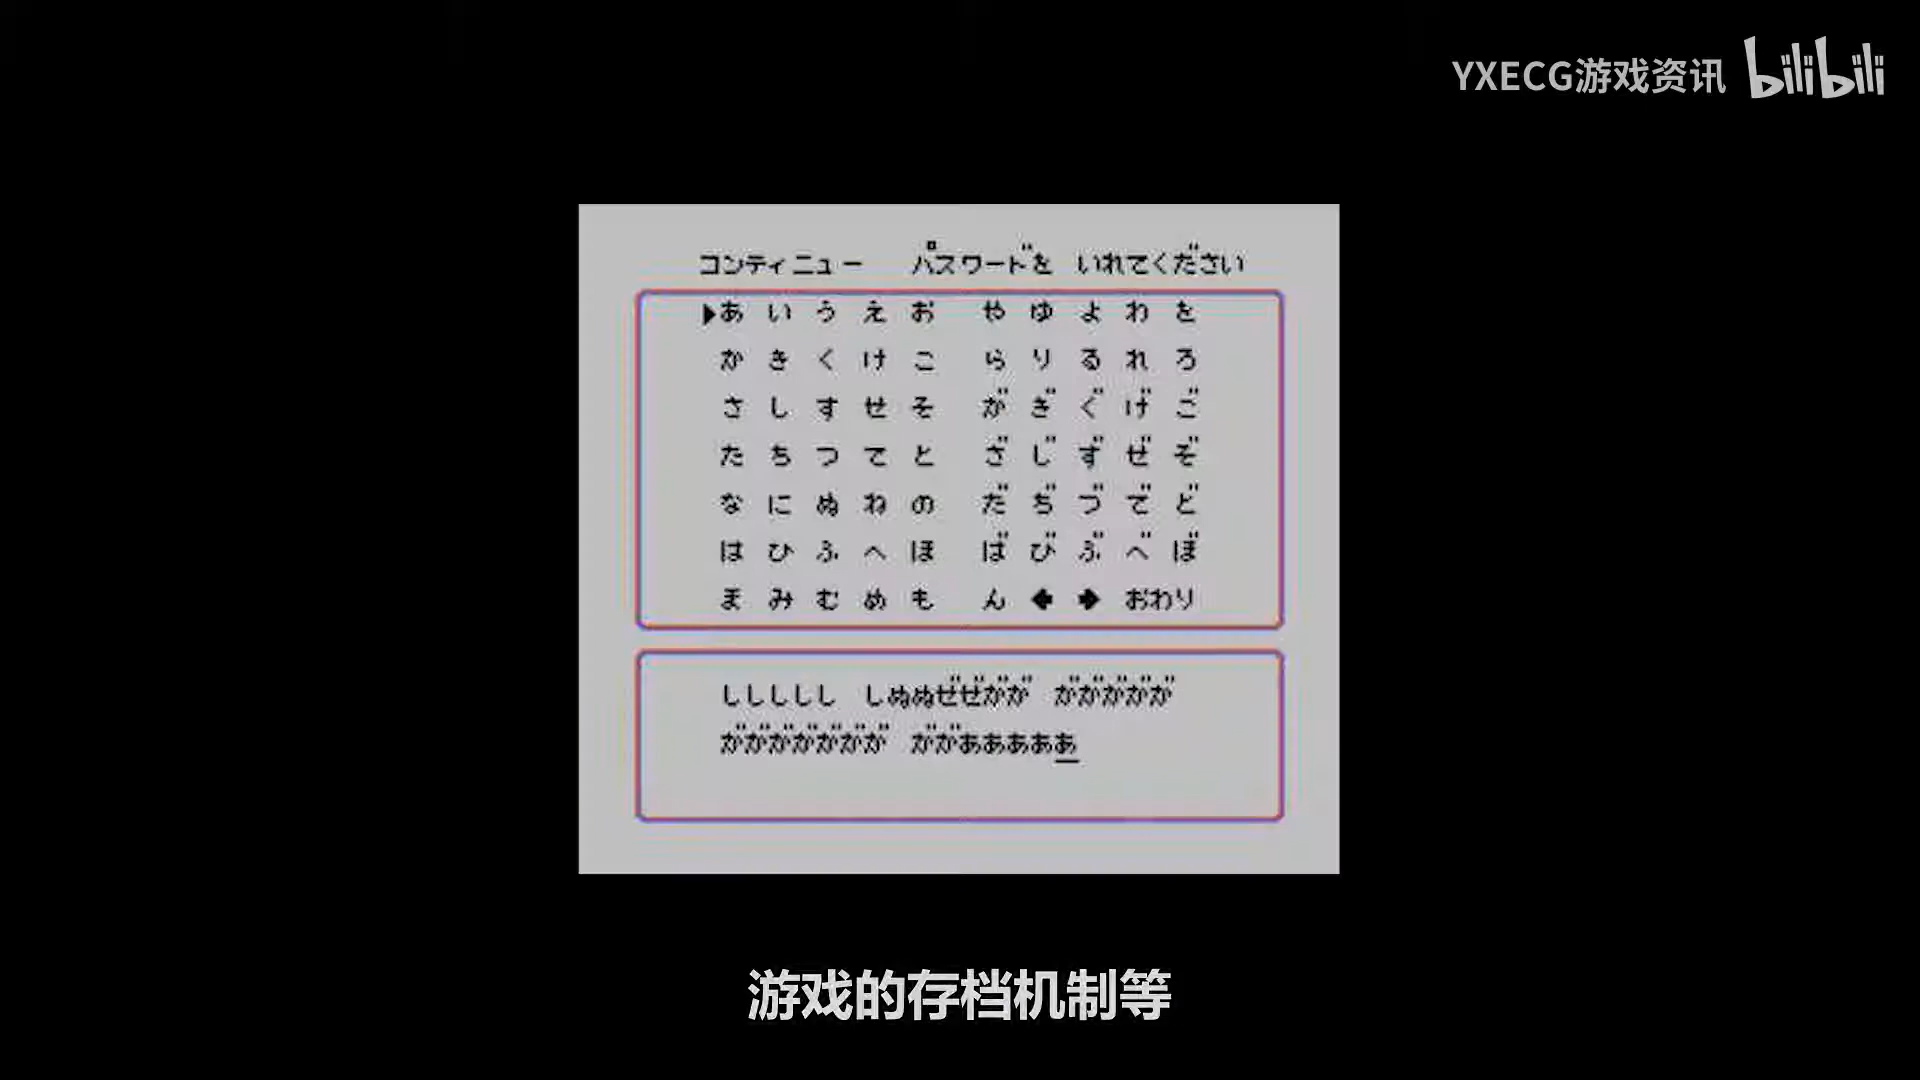 YXECG游戏资讯 bilibili
コンティニュー パスワードを いれてください
あ い う え お や ゆ よ わ を
か き く け こ ら り る れ ろ
さ し す せ そ が ぎ ぐ げ ご
た ち つ て と ざ じ ず ぜ ぞ
な に ぬ ね の だ ぢ づ で ど
は ひ ふ へ ほ ば び ぶ べ ぼ
ま み む め も ん ← → おわり
ししししし しぬぬぜぜがが ががががが
ががががががが ががあああああ
游戏的存档机制等